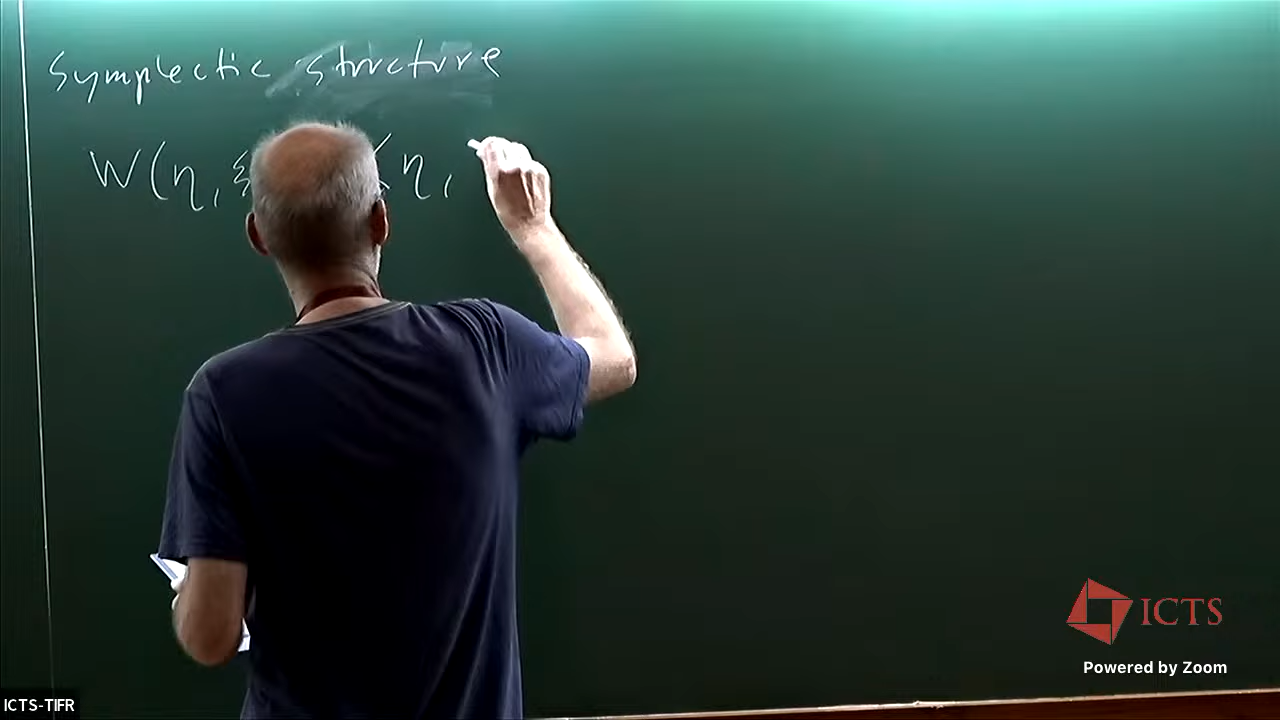 Symplectic structure
W(η, ξ ⟨η,
ICTS
Powered by Zoom
ICTS-TIFR